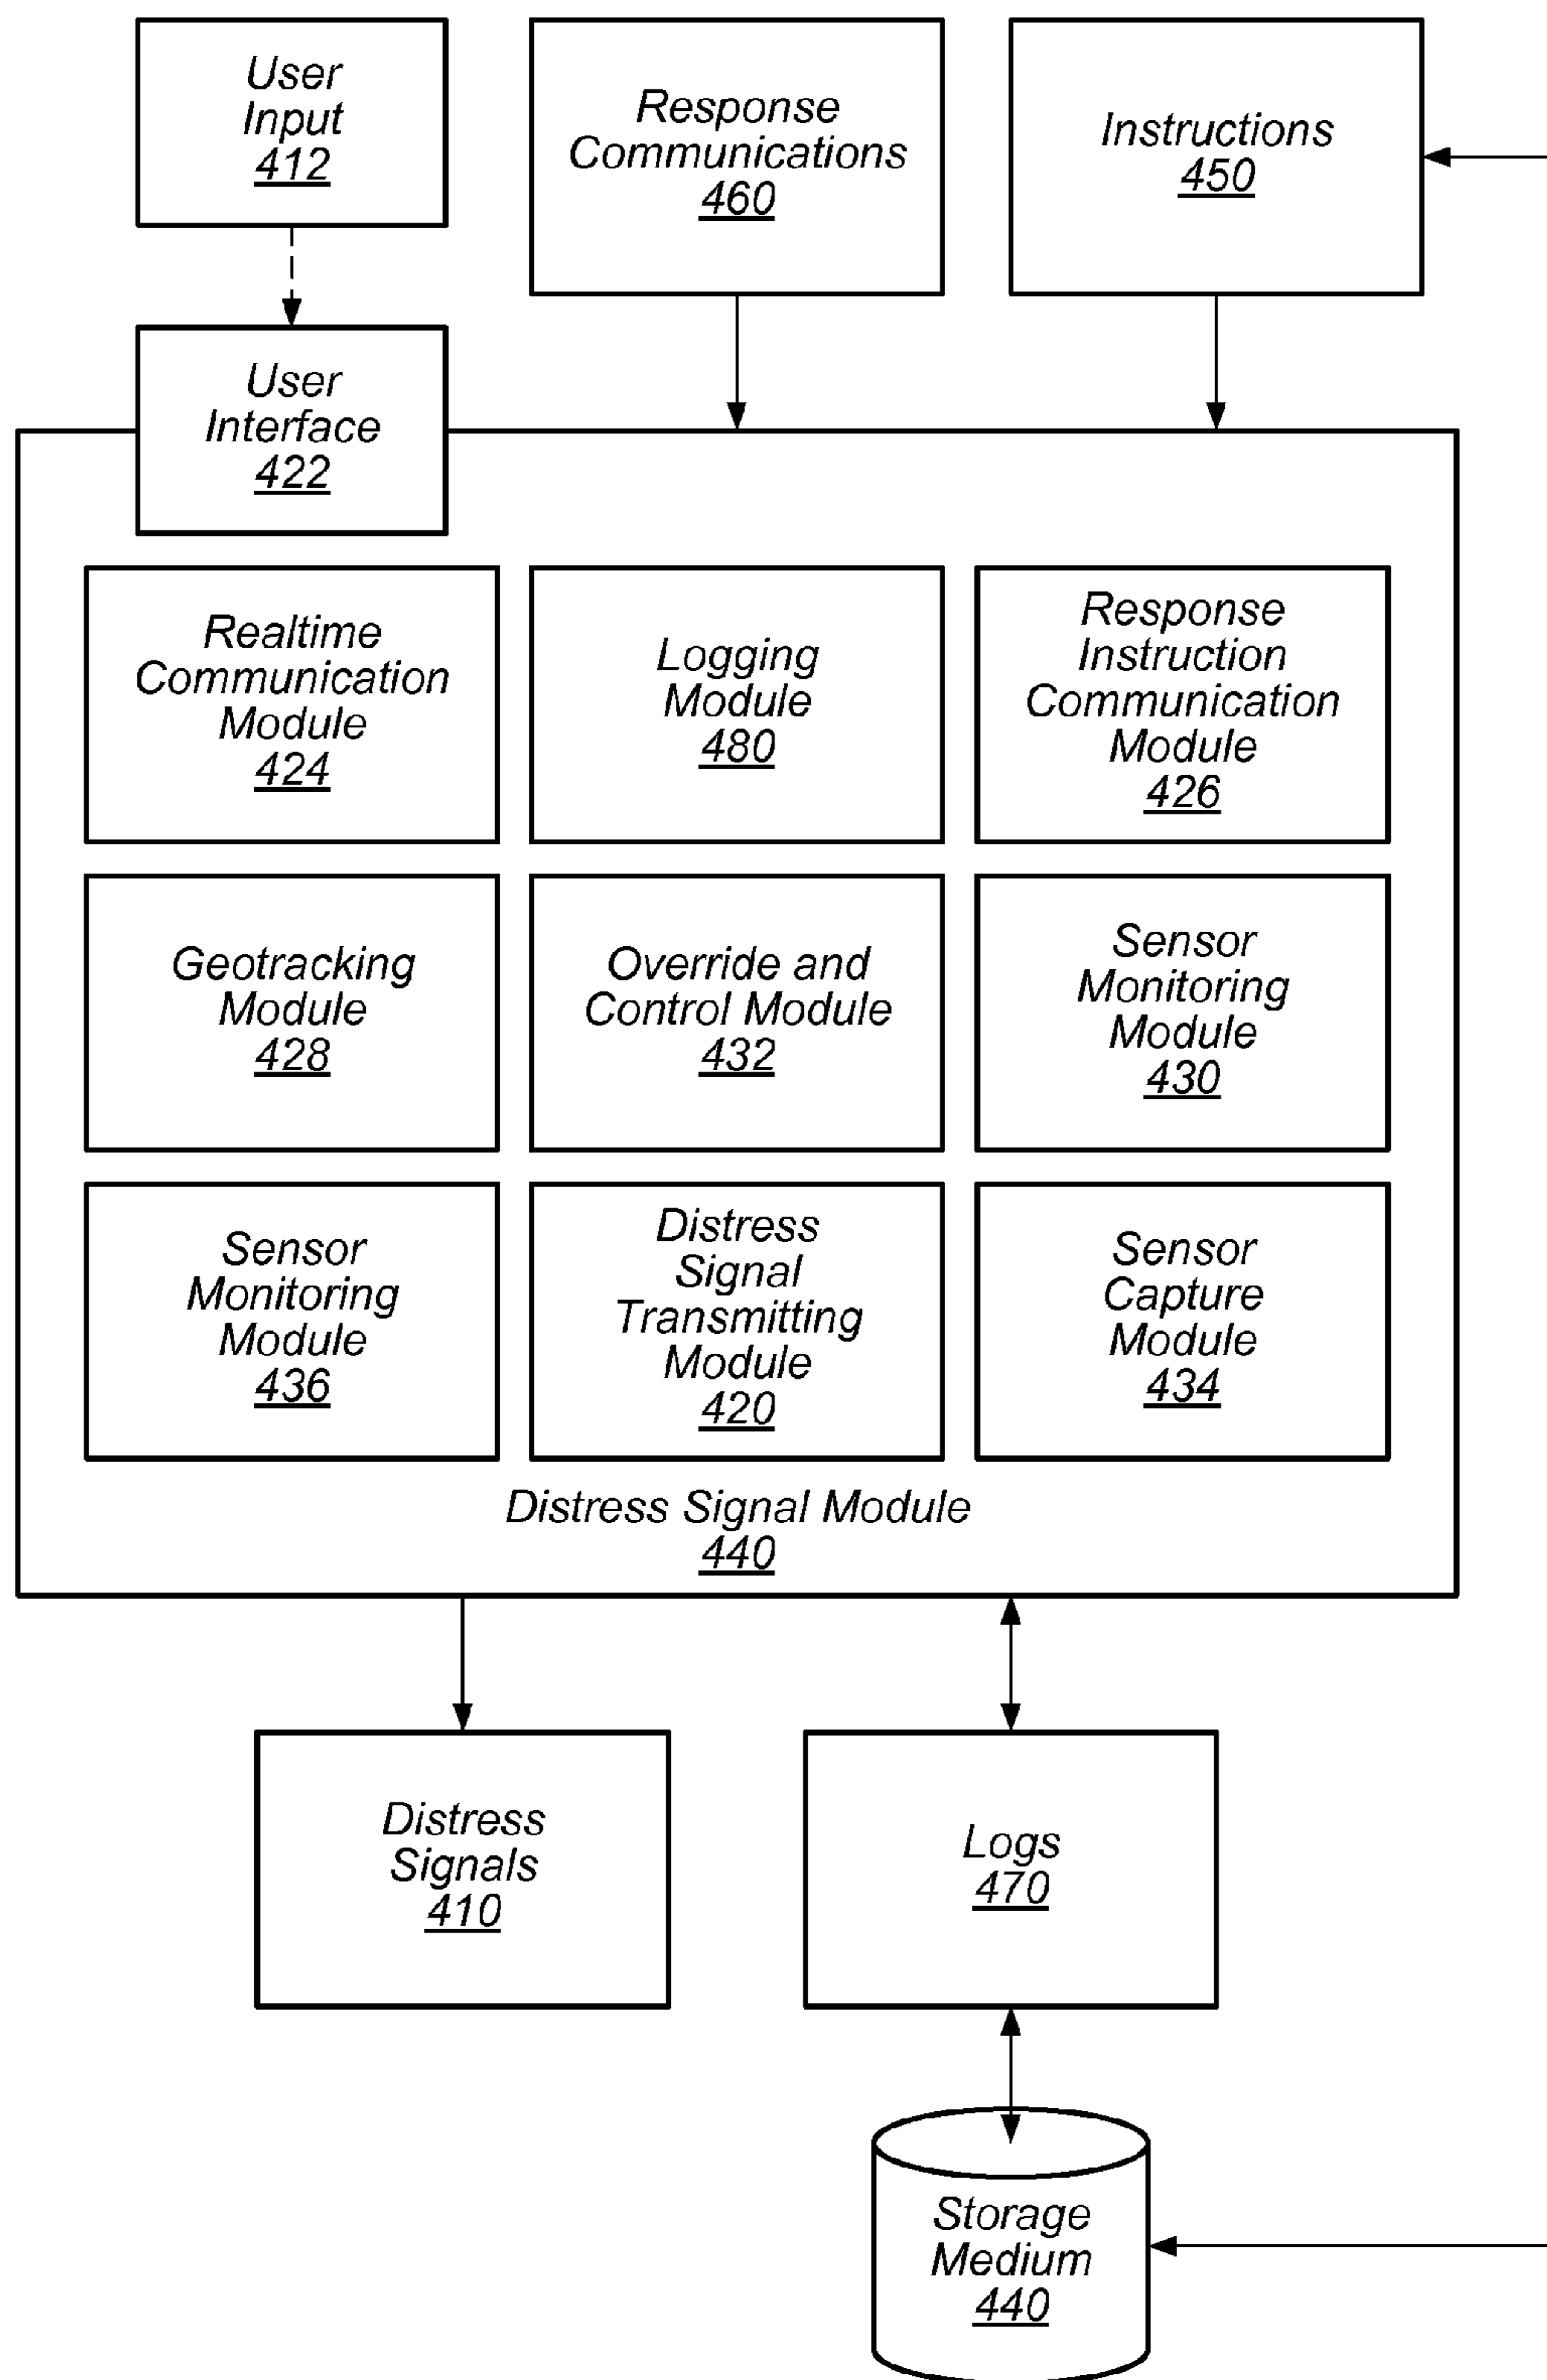 User
Input
412
Response
Communications
460
Instructions
450
User
Interface
422
Realtime
Communication
Module
424
Logging
Module
480
Response
Instruction
Communication
Module
426
Geotracking
Module
428
Override and
Control Module
432
Sensor
Monitoring
Module
430
Sensor
Monitoring
Module
436
Distress
Signal
Transmitting
Module
420
Sensor
Capture
Module
434
Distress Signal Module
440
Distress
Signals
410
Logs
470
Storage
Medium
440